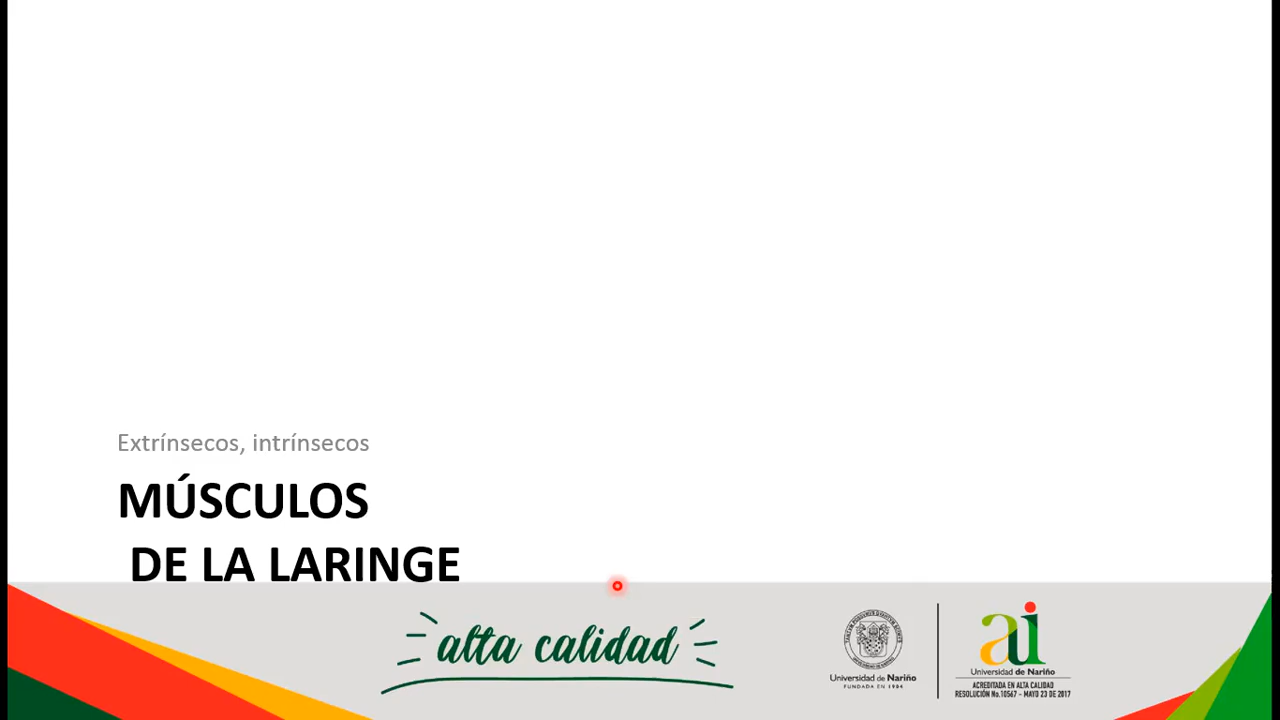 Extrínsecos, intrínsecos
MÚSCULOS
DE LA LARINGE
alta calidad
Universidad de Nariño
FUNDADA EN 1904
ai
Universidad de Nariño
ACREDITADA EN ALTA CALIDAD
RESOLUCIÓN No.10567 - MAYO 23 DE 2017